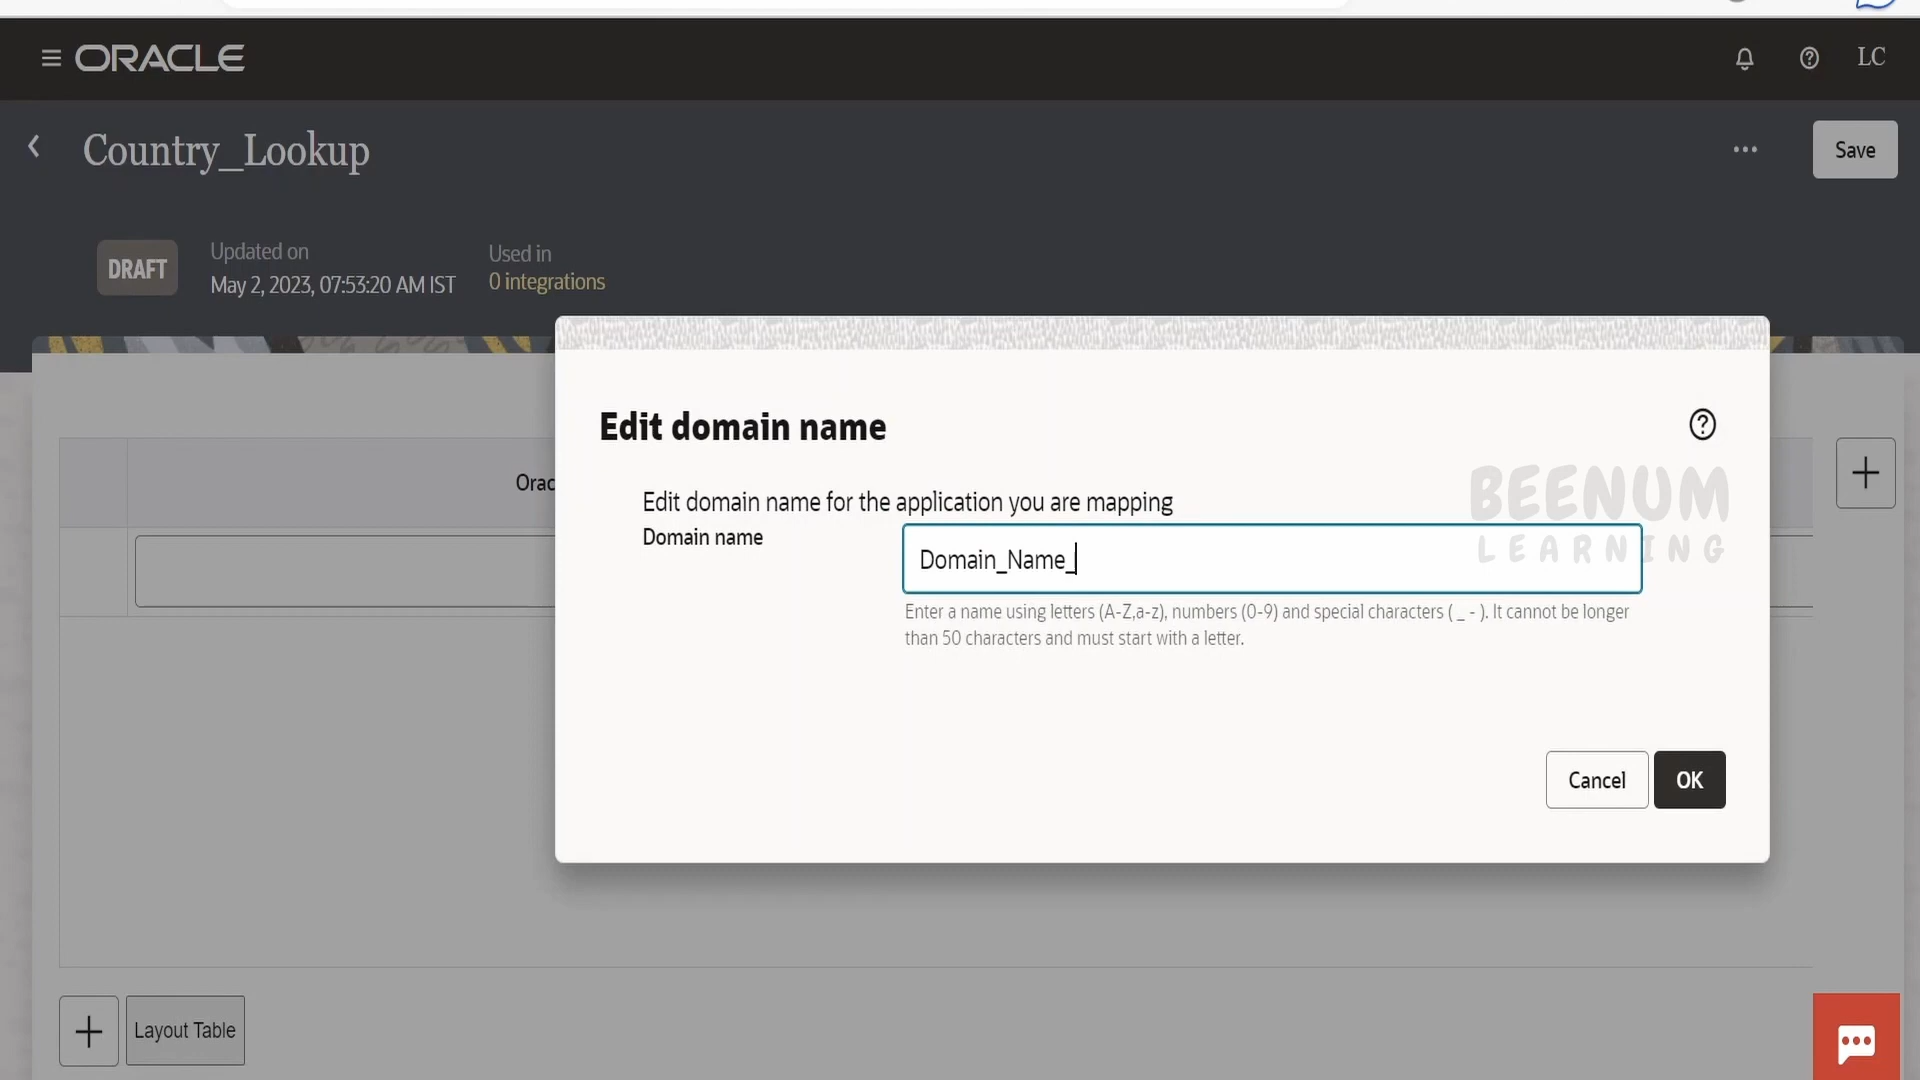 ORACLE
LC
Country_Lookup
Save
DRAFT
Updated on
May 2, 2023, 07:53:20 AM IST
Used in
0 integrations
Edit domain name
Orac
Edit domain name for the application you are mapping
BEENUM
LEARNING
Domain name
Domain_Name_
Enter a name using letters (A-Z,a-z), numbers (0-9) and special characters ( _ - ). It cannot be longer
than 50 characters and must start with a letter.
Cancel
OK
Layout Table